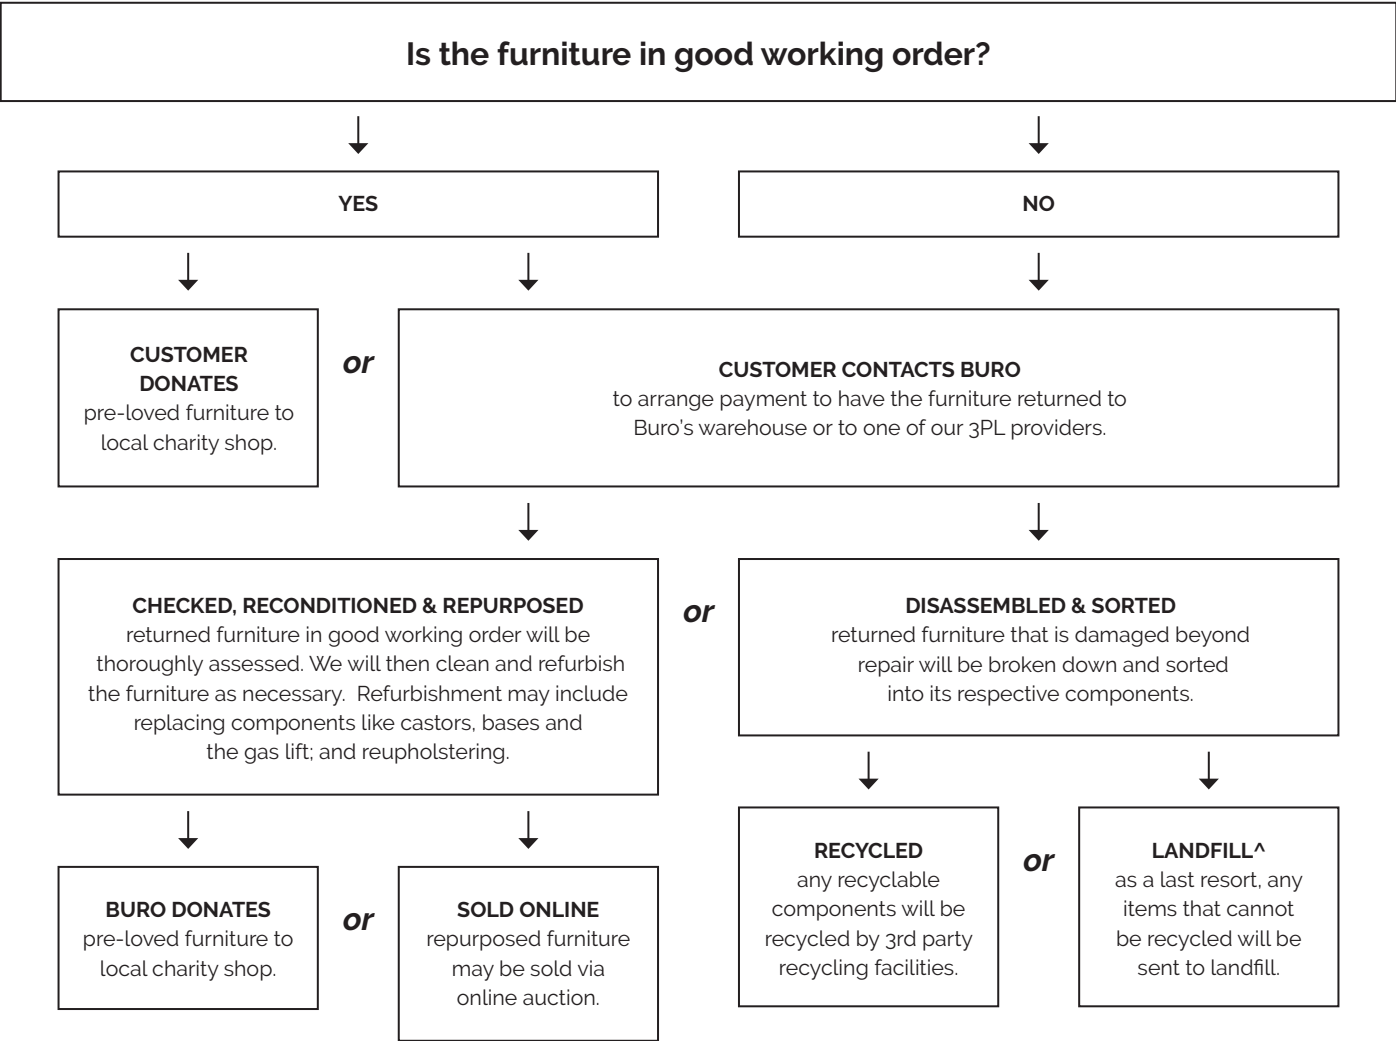 Is the furniture in good working order?
YES
NO
CUSTOMER
DONATES
pre-loved furniture to
local charity shop.
or
CUSTOMER CONTACTS BURO
to arrange payment to have the furniture returned to
Buro's warehouse or to one of our 3PL providers.
CHECKED, RECONDITIONED & REPURPOSED
returned furniture in good working order will be
thoroughly assessed. We will then clean and refurbish
the furniture as necessary.  Refurbishment may include
replacing components like castors, bases and
the gas lift; and reupholstering.
or
DISASSEMBLED & SORTED
returned furniture that is damaged beyond
repair will be broken down and sorted
into its respective components.
BURO DONATES
pre-loved furniture to
local charity shop.
or
SOLD ONLINE
repurposed furniture
may be sold via
online auction.
RECYCLED
any recyclable
components will be
recycled by 3rd party
recycling facilities.
or
LANDFILL^
as a last resort, any
items that cannot
be recycled will be
sent to landfill.